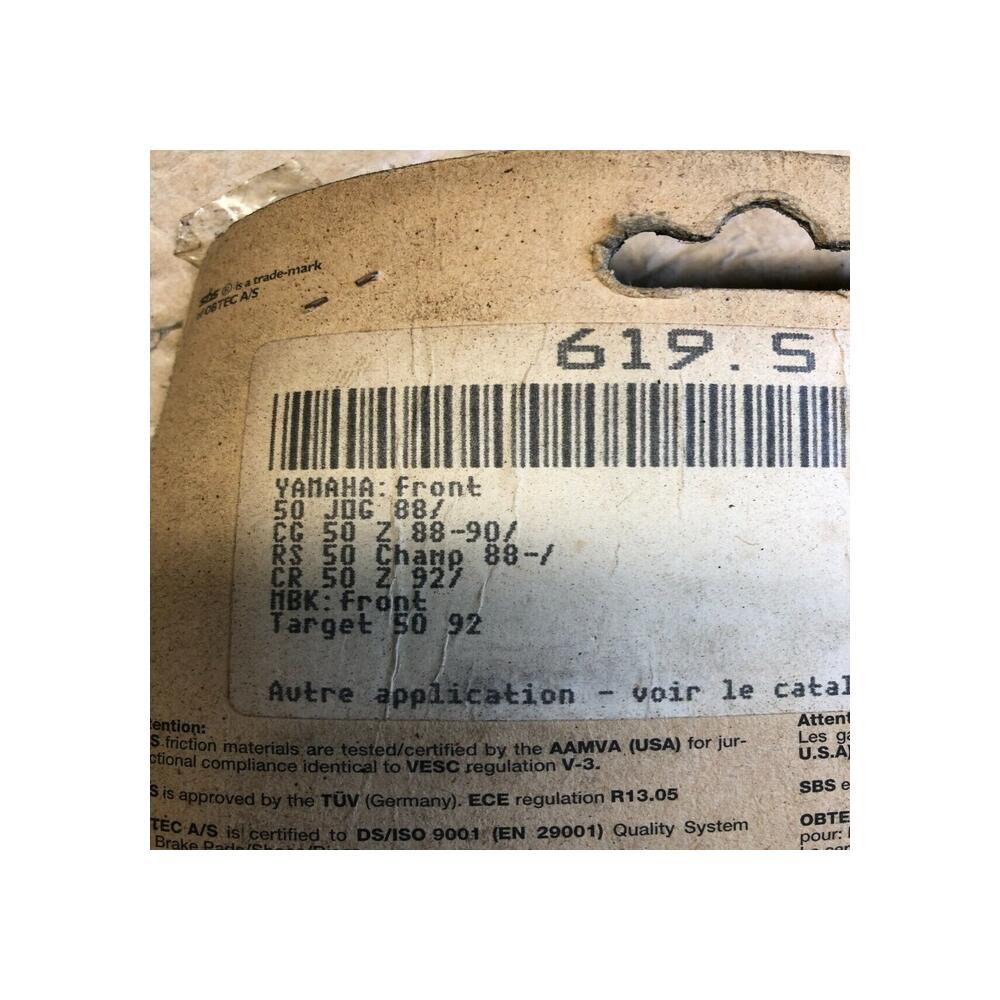 sbs ® is a trade-mark
of OBTEC A/S
619.S
YAMAHA: front
50 JOG 88/
CG 50 Z 88-90/
RS 50 Champ 88-/
CR 50 Z 92/
MBK: front
Target 50 92
Autre application - voir le catal
ention:
S friction materials are tested/certified by the AAMVA (USA) for jur-
ctional compliance identical to VESC regulation V-3.
S is approved by the TÜV (Germany). ECE regulation R13.05
TEC A/S is certified to DS/ISO 9001 (EN 29001) Quality System
Brake Pads/Shoes/Discs
Attent
Les ga
U.S.A)
SBS e
OBTE
pour: